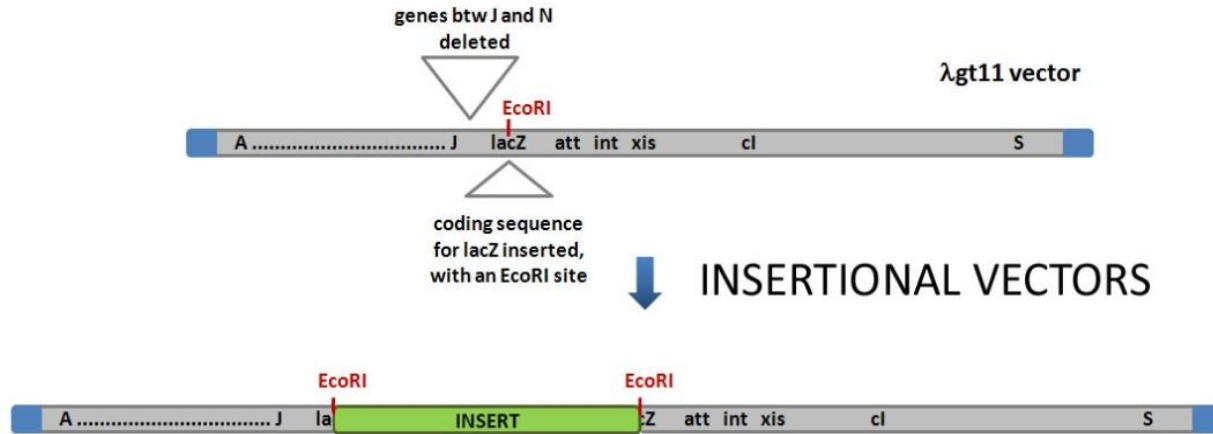 genes btw J and N
deleted
λgt11 vector
EcoRI
A .................................. J lacZ att int xis cI S
coding sequence
for lacZ inserted,
with an EcoRI site
INSERTIONAL VECTORS
EcoRI EcoRI
A .................................. J la INSERT cZ att int xis cI S